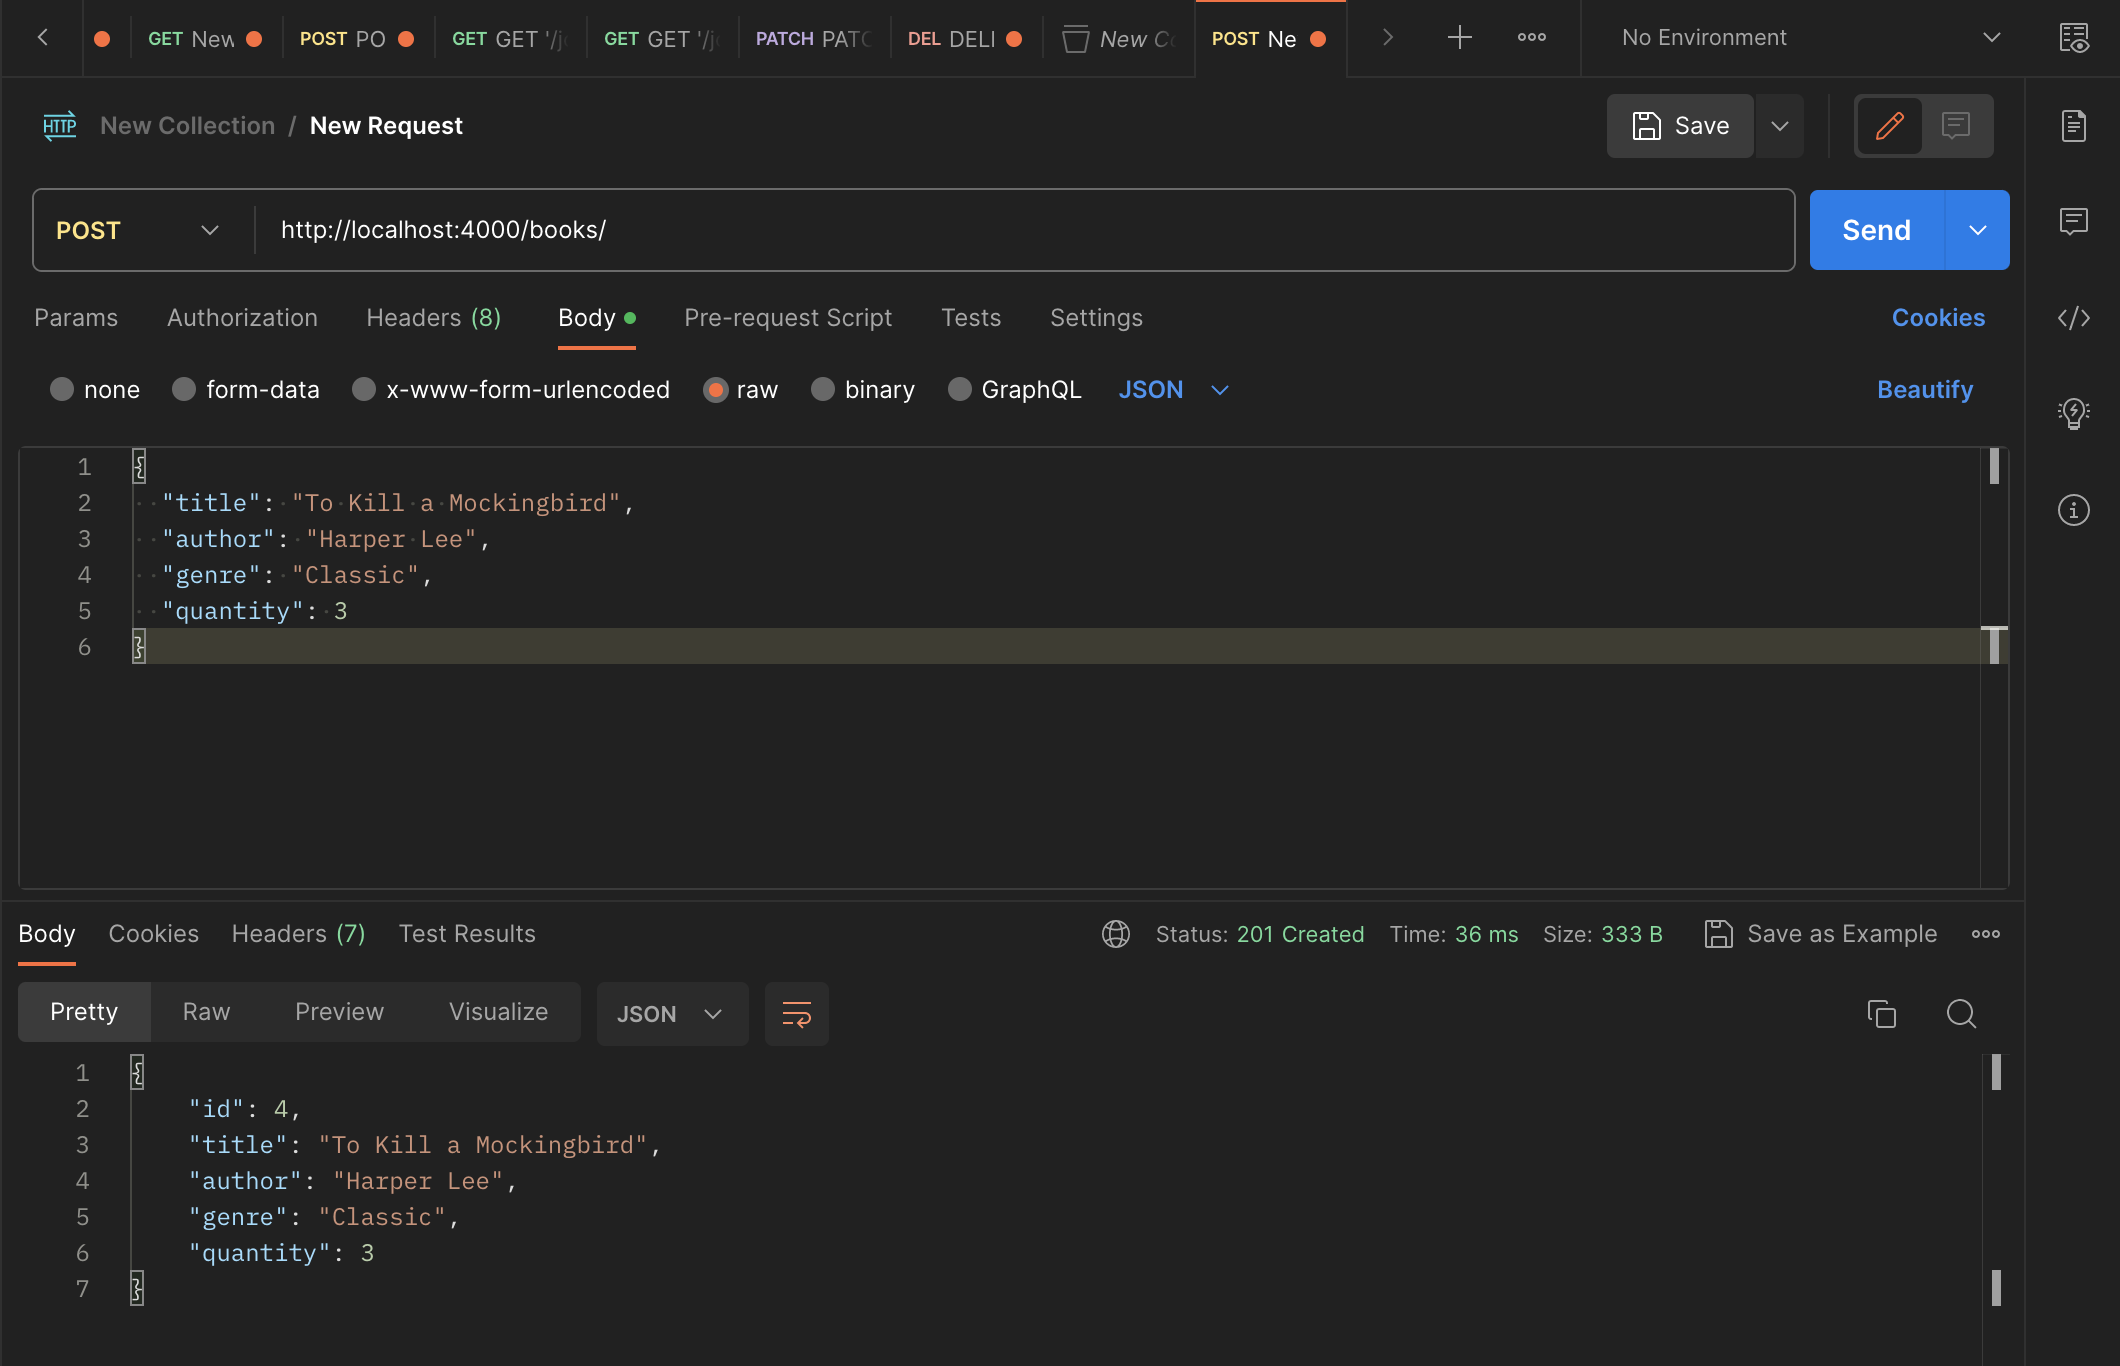 GET New POST PO GET GET '/jo GET GET '/jo PATCH PATC DEL DELI New Co POST Ne No Environment
HTTP New Collection / New Request Save
POST http://localhost:4000/books/ Send
Params Authorization Headers (8) Body Pre-request Script Tests Settings Cookies
none form-data x-www-form-urlencoded raw binary GraphQL JSON Beautify
1 {
2 "title": "To Kill a Mockingbird",
3 "author": "Harper Lee",
4 "genre": "Classic",
5 "quantity": 3
6 }
Body Cookies Headers (7) Test Results Status: 201 Created Time: 36 ms Size: 333 B Save as Example
Pretty Raw Preview Visualize JSON
1 {
2 "id": 4,
3 "title": "To Kill a Mockingbird",
4 "author": "Harper Lee",
5 "genre": "Classic",
6 "quantity": 3
7 }